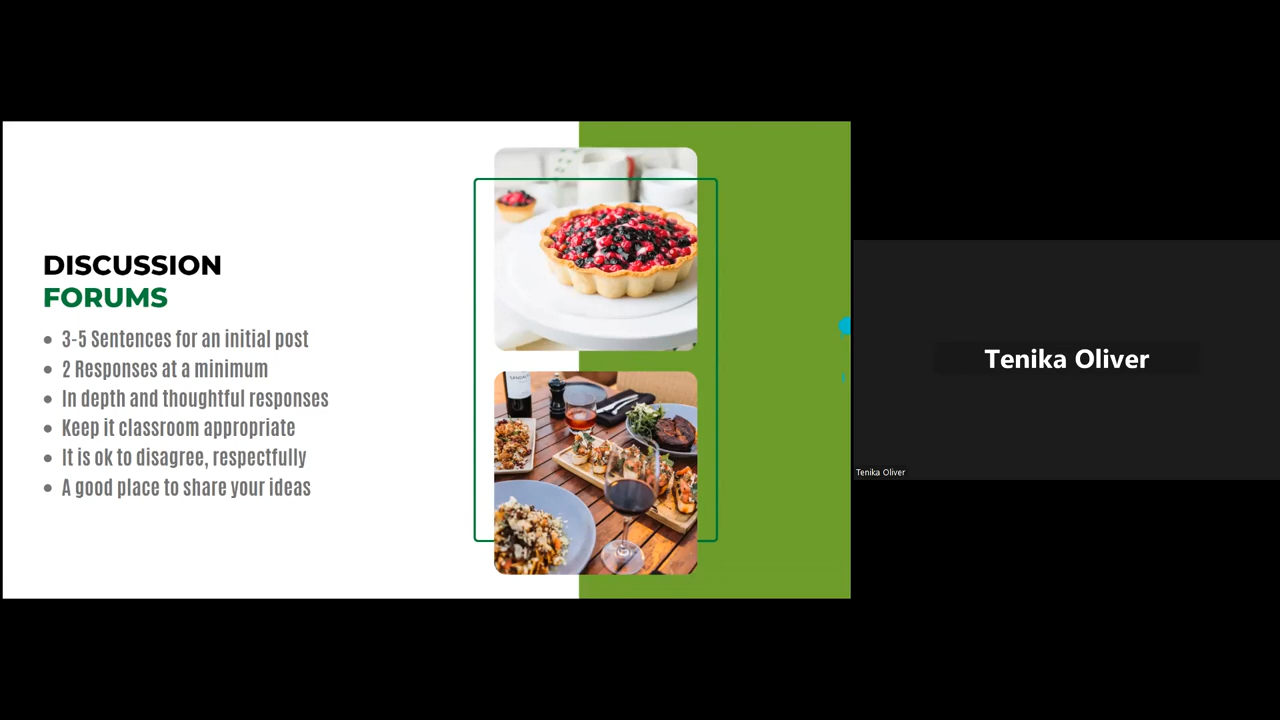 DISCUSSION
FORUMS
3-5 Sentences for an initial post
2 Responses at a minimum
In depth and thoughtful responses
Keep it classroom appropriate
It is ok to disagree, respectfully
A good place to share your ideas
Tenika Oliver
Tenika Oliver